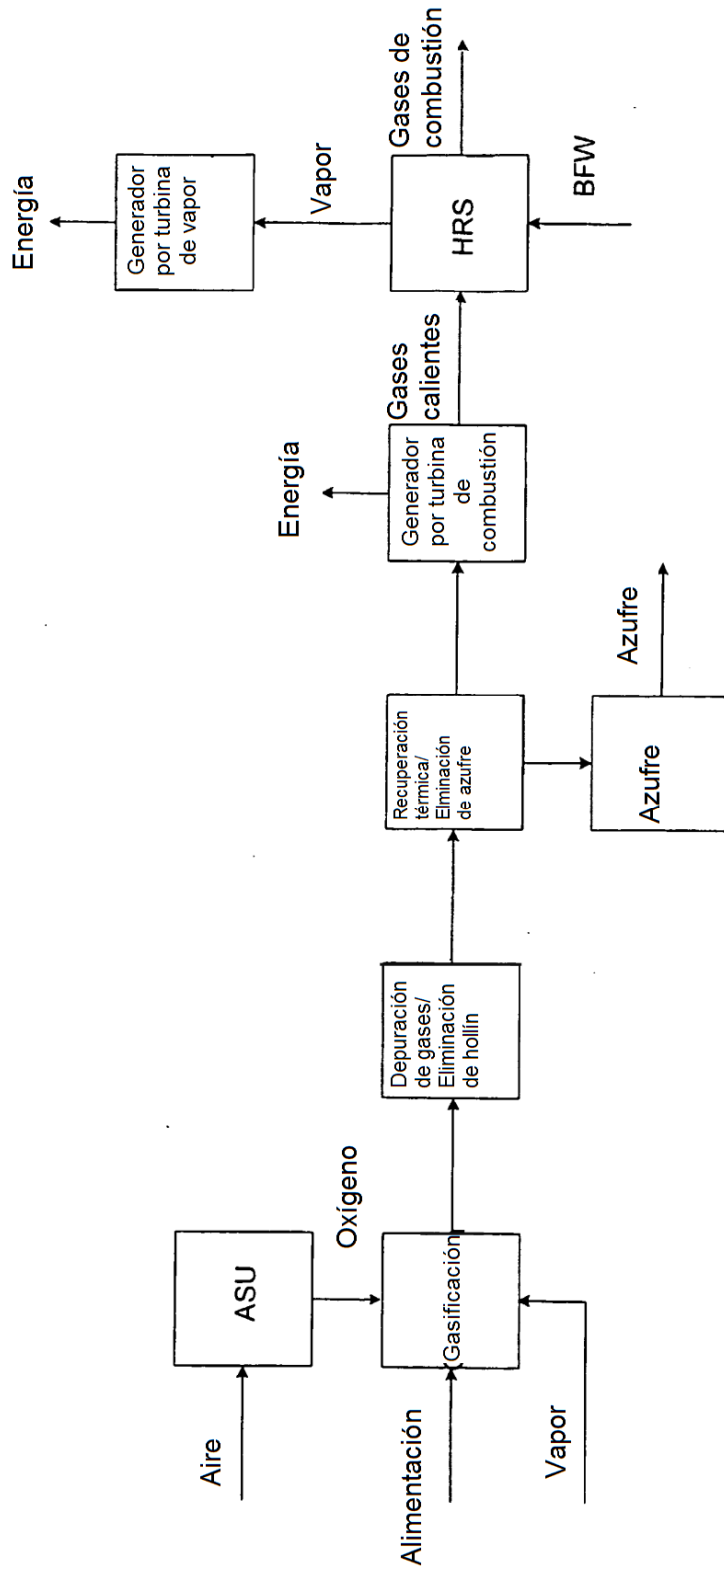 Aire
ASU
Oxígeno
Alimentación
Gasificación
Vapor
Depuración
de gases/
Eliminación
de hollín
Recuperación
térmica/
Elminación
de azufre
Azufre
Azufre
Energía
Generador
por turbina
de
combustión
Gases
calientes
HRS
BFW
Gases de
combustión
Vapor
Generador
por turbina
de vapor
Energía